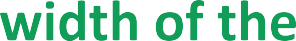 width of the